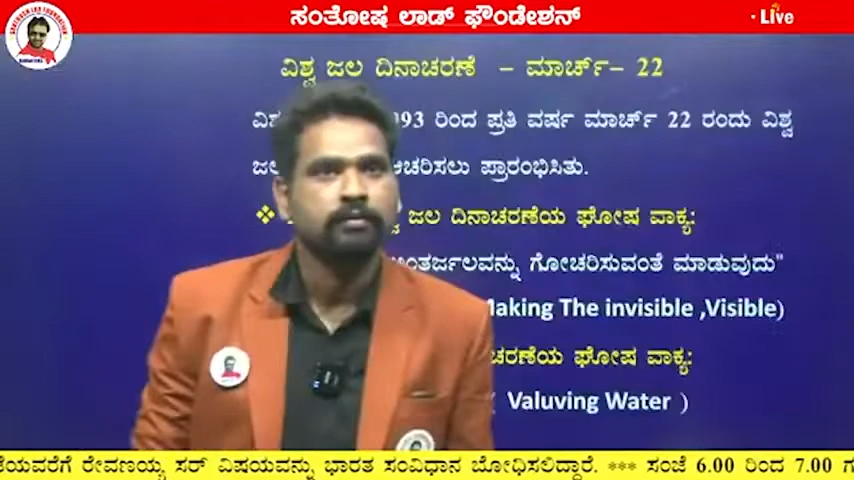 ಸಂತೋಷ ಲಾಡ್ ಫೌಂಡೇಶನ್
Live
ವಿಶ್ವ ಜಲ ದಿನಾಚರಣೆ – ಮಾರ್ಚ್– 22
993 ರಿಂದ ಪ್ರತಿ ವರ್ಷ ಮಾರ್ಚ್ 22 ರಂದು ವಿಶ್ವ
ಆಚರಿಸಲು ಪ್ರಾರಂಭಿಸಿತು.
ಜಲ ದಿನಾಚರಣೆಯ ಘೋಷ ವಾಕ್ಯ:
ಅಂತರ್ಜಲವನ್ನು ಗೋಚರಿಸುವಂತೆ ಮಾಡುವುದು"
Making The invisible ,Visible)
ಚರಣೆಯ ಘೋಷ ವಾಕ್ಯ:
( Valuving Water )
ಕೆಯವರೆಗೆ ರೇವಣಯ್ಯ ಸರ್ ವಿಷಯವನ್ನು ಭಾರತ ಸಂವಿಧಾನ ಬೋಧಿಸಲಿದ್ದಾರೆ. *** ಸಂಜೆ 6.00 ರಿಂದ 7.00 ಗ